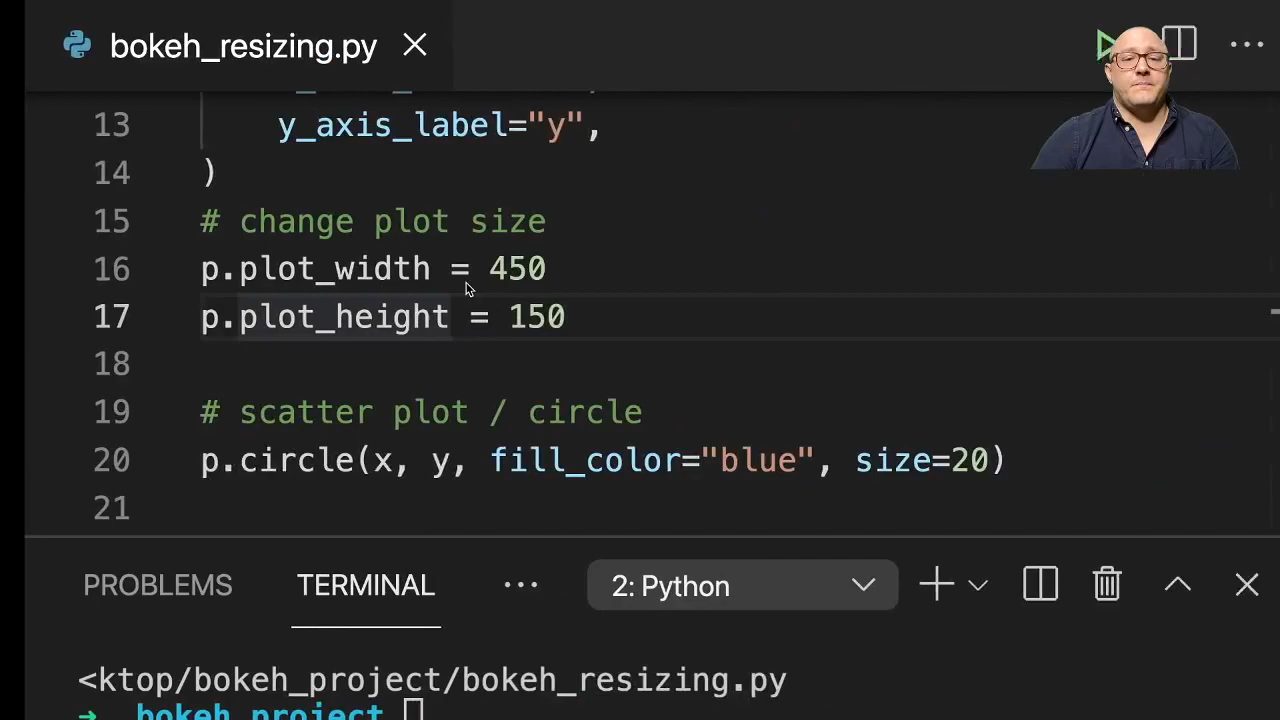 bokeh_resizing.py
13 y_axis_label="y",
14 )
15 # change plot size
16 p.plot_width = 450
17 p.plot_height = 150
18
19 # scatter plot / circle
20 p.circle(x, y, fill_color="blue", size=20)
21
PROBLEMS TERMINAL ... 2: Python
<ktop/bokeh_project/bokeh_resizing.py
→ bokeh_project